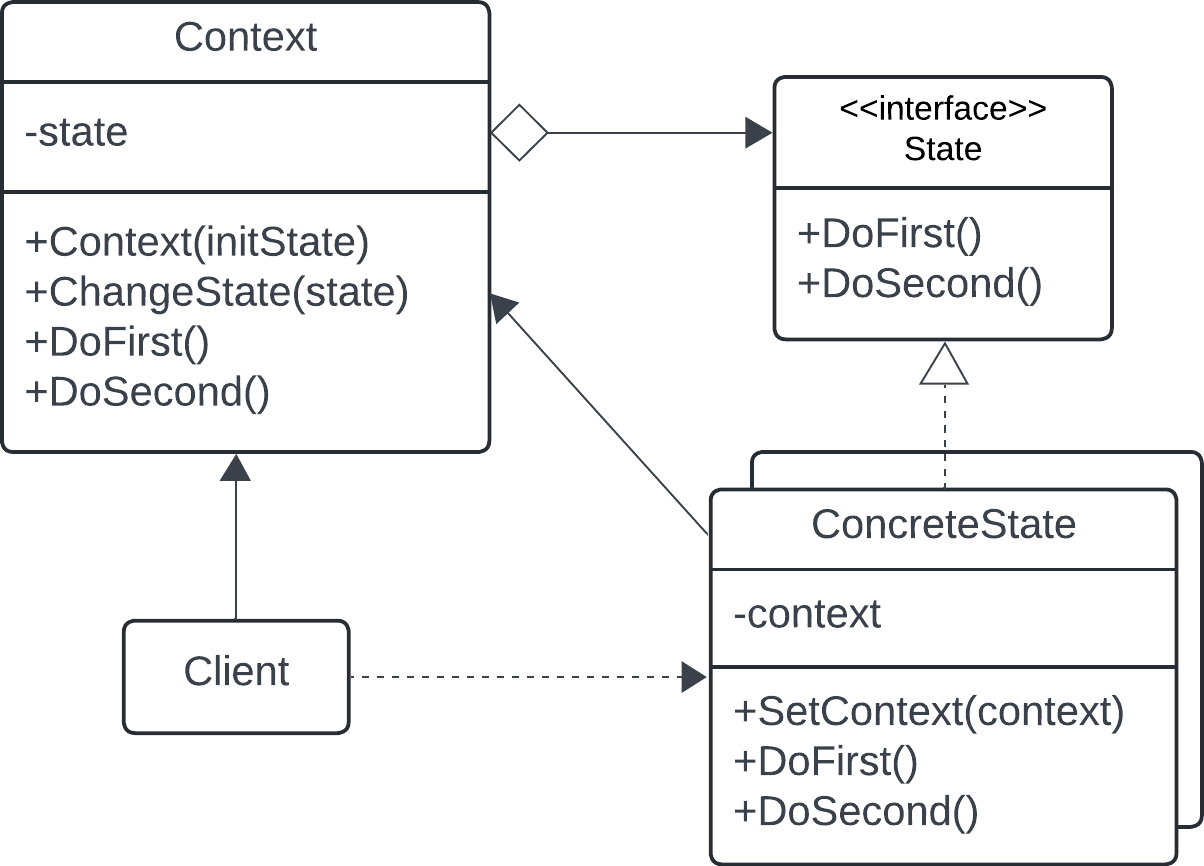 Context
-state
+Context(initState)
+ChangeState(state)
+DoFirst()
+DoSecond()
<<interface>>
State
+DoFirst()
+DoSecond()
Client
ConcreteState
-context
+SetContext(context)
+DoFirst()
+DoSecond()